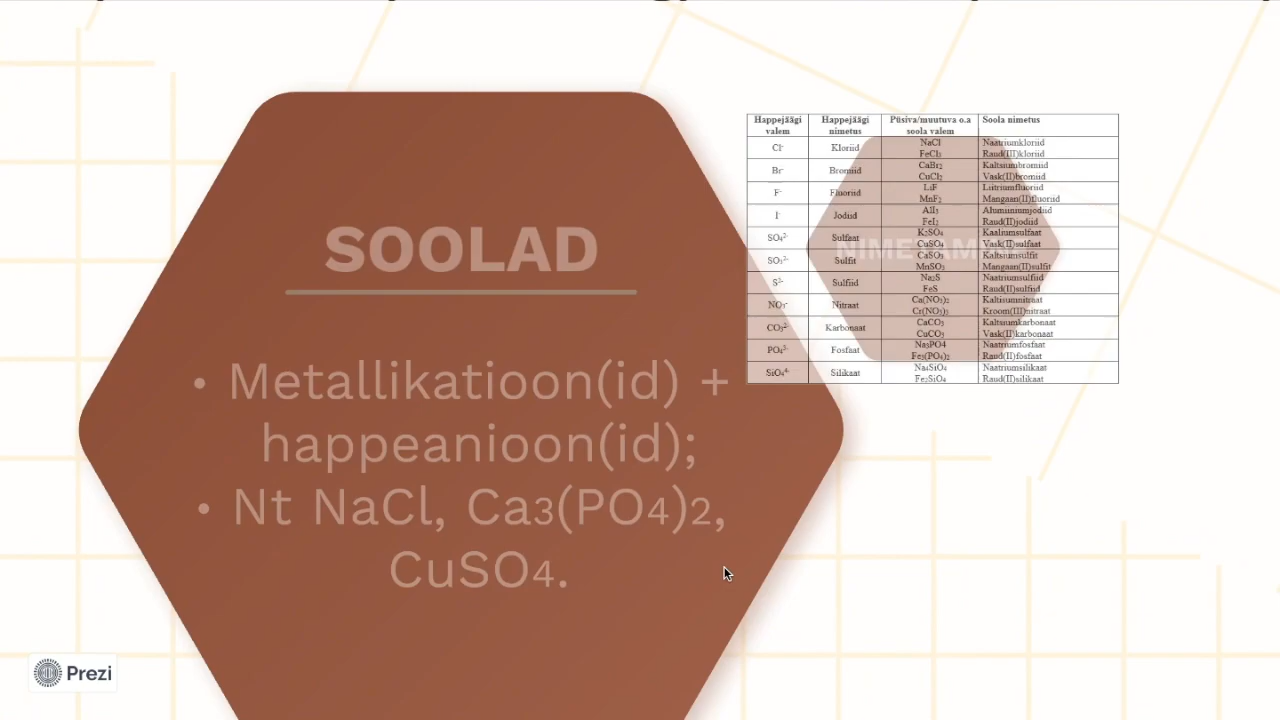 SOOLAD
• Metallikatioon(id) +
happeanioon(id);
• Nt NaCl, Ca3(PO4)2,
CuSO4.
Happejäägi valem Happejäägi nimetus Püsiva/muutuva o.a soola valem Soola nimetus
Cl⁻ Kloriid NaCl Naatriumkloriid
FeCl₃ Raud(III)kloriid
Br⁻ Bromiid CaBr₂ Kaltsiumbromiid
CuCl₂ Vask(II)bromiid
F⁻ Fluoriid LiF Liitriumfluoriid
MnF₂ Mangaan(II)fluoriid
I⁻ Jodiid AlI₃ Alumiiniumjodiid
FeI₂ Raud(II)jodiid
SO₄²⁻ Sulfaat K₂SO₄ Kaaliumsulfaat
CuSO₄ Vask(II)sulfaat
SO₃²⁻ Sulfit CaSO₃ Kaltsiumsulfit
MnSO₃ Mangaan(II)sulfit
S²⁻ Sulfiid Na₂S Naatriumsulfiid
FeS Raud(II)sulfiid
NO₃⁻ Nitraat Ca(NO₃)₂ Kaltisumnitraat
Cr(NO₃)₃ Kroom(III)nitraat
CO₃²⁻ Karbonaat CaCO₃ Kaltsiumkarbonaat
CuCO₃ Vask(II)karbonaat
PO₄³⁻ Fosfaat Na₃PO4 Naatriumfosfaat
Fe₃(PO₄)₂ Raud(II)fosfaat
SiO₄⁴⁻ Silikaat Na₄SiO₄ Naatriumsilikaat
Fe₂SiO₄ Raud(II)silikaat
Prezi